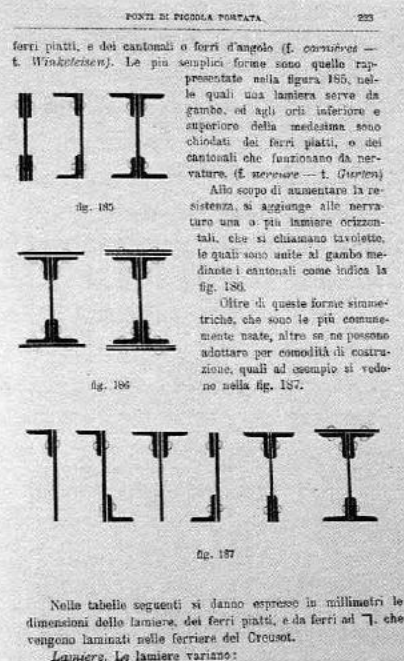 PONTI DI PICCOLA PORTATA 223
ferri piatti, e dei cantonali o ferri d'angolo (f. cornières —
t. Winkeleisen). Le più semplici forme sono quelle rap-
presentate nella figura 185, nel-
le quali una lamiera serve da
gambo, ed agli orli inferiore e
superiore della medesima sono
chiodati dei ferri piatti, o dei
cantonali che funzionano da ner-
vature. (f. nervure — t. Gurten)
fig. 185
Allo scopo di aumentare la re-
sistenza, si aggiunge alle nerva-
ture una o più lamiere orizzon-
tali, che si chiamano tavolette,
le quali sono unite al gambo me-
diante i cantonali come indica la
fig. 186.
Oltre di queste forme simme-
triche, che sono le più comune-
mente usate, altre se ne possono
adottare per comodità di costru-
zione, quali ad esempio si vedo-
no nella fig. 187.
fig. 186
fig. 187
Nelle tabelle seguenti si danno espresse in millimetri le
dimensioni delle lamiere, dei ferri piatti, e da ferri ad ㄱ. che
vengono laminati nelle ferriere del Creusot.
Lamiere. Le lamiere variano: